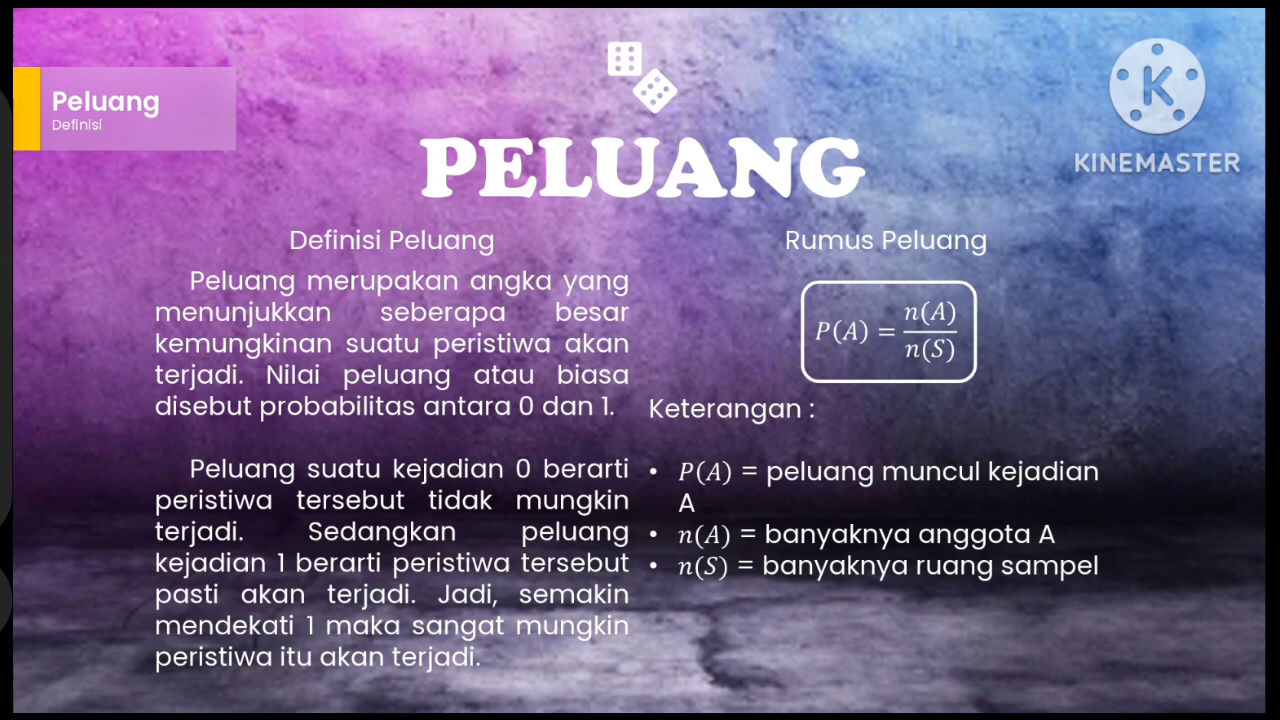 Peluang
Definisi
K
KINEMASTER
PELUANG
Definisi Peluang
Peluang merupakan angka yang
menunjukkan seberapa besar
kemungkinan suatu peristiwa akan
terjadi. Nilai peluang atau biasa
disebut probabilitas antara 0 dan 1.
Peluang suatu kejadian 0 berarti
peristiwa tersebut tidak mungkin
terjadi. Sedangkan peluang
kejadian 1 berarti peristiwa tersebut
pasti akan terjadi. Jadi, semakin
mendekati 1 maka sangat mungkin
peristiwa itu akan terjadi.
Rumus Peluang
P(A) = n(A)/n(S)
Keterangan :
• P(A) = peluang muncul kejadian
A
• n(A) = banyaknya anggota A
• n(S) = banyaknya ruang sampel